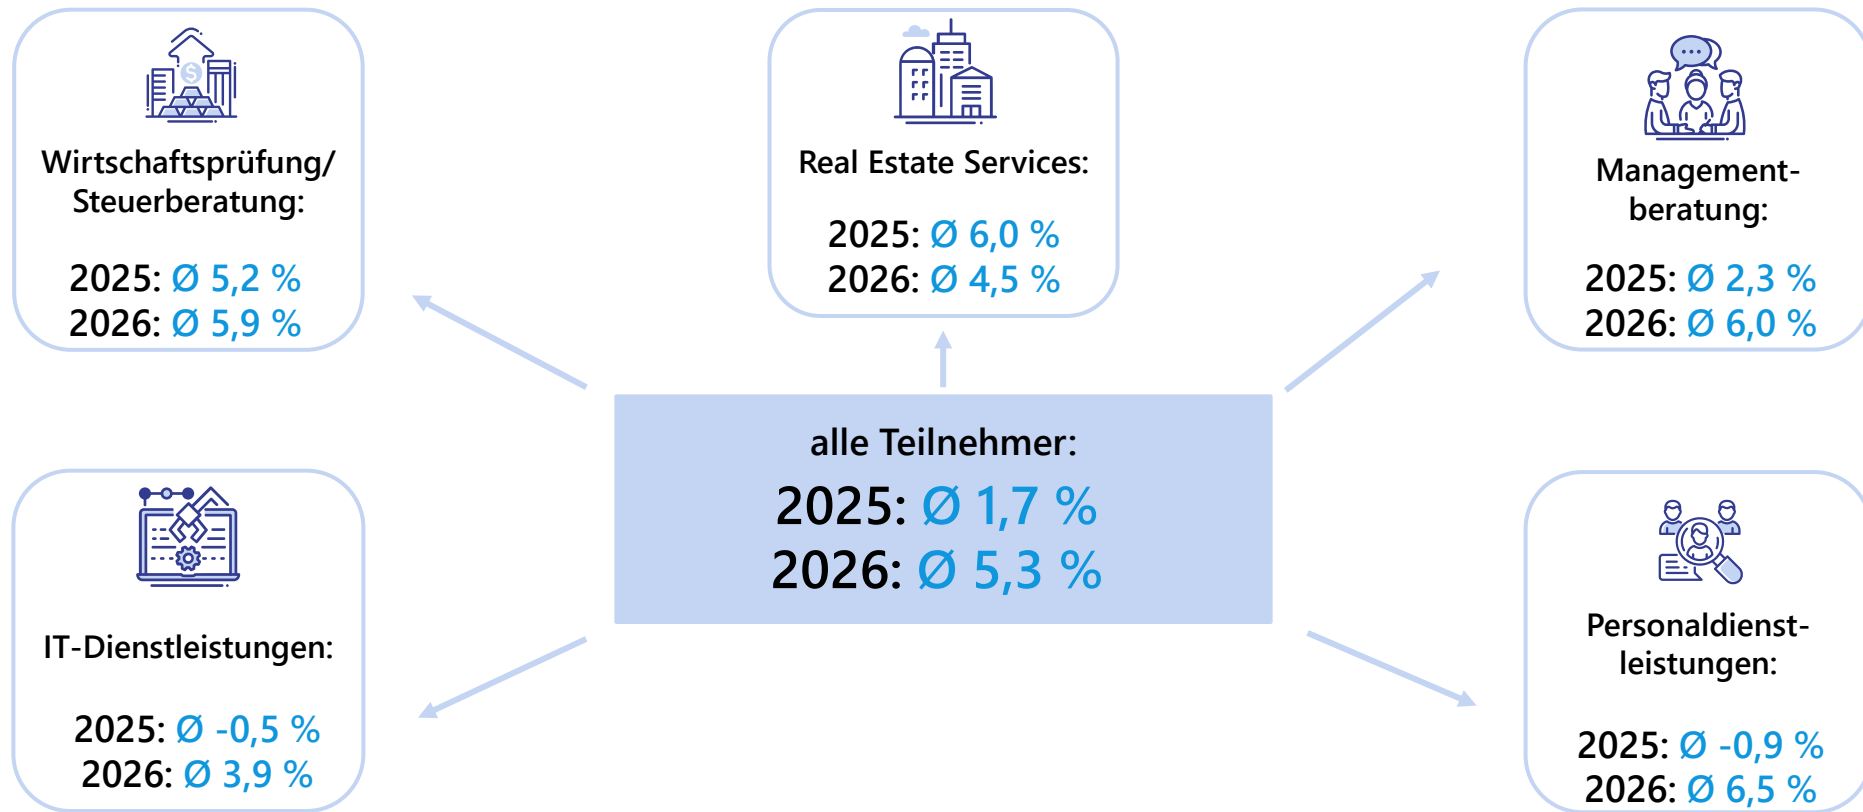 Wirtschaftsprüfung/
Steuerberatung:
2025: Ø 5,2 %
2026: Ø 5,9 %
Real Estate Services:
2025: Ø 6,0 %
2026: Ø 4,5 %
Management-
beratung:
2025: Ø 2,3 %
2026: Ø 6,0 %
alle Teilnehmer:
2025: Ø 1,7 %
2026: Ø 5,3 %
IT-Dienstleistungen:
2025: Ø -0,5 %
2026: Ø 3,9 %
Personaldienst-
leistungen:
2025: Ø -0,9 %
2026: Ø 6,5 %